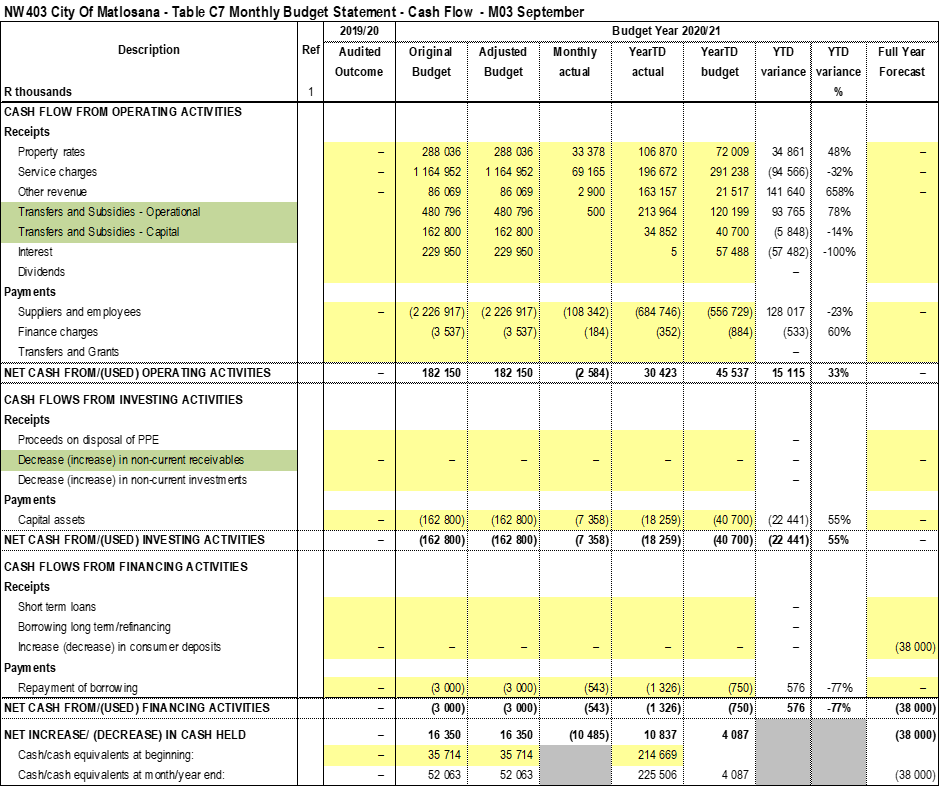 NW403 City Of Matlosana - Table C7 Monthly Budget Statement - Cash Flow - M03 September
2019/20 Budget Year 2020/21
Description Ref Audited Outcome Original Budget Adjusted Budget Monthly actual YearTD actual YearTD budget YTD variance YTD variance Full Year Forecast
R thousands 1 %
CASH FLOW FROM OPERATING ACTIVITIES
Receipts
Property rates – 288 036 288 036 33 378 106 870 72 009 34 861 48% –
Service charges – 1 164 952 1 164 952 69 165 196 672 291 238 (94 566) -32% –
Other revenue – 86 069 86 069 2 900 163 157 21 517 141 640 658% –
Transfers and Subsidies - Operational 480 796 480 796 500 213 964 120 199 93 765 78%
Transfers and Subsidies - Capital 162 800 162 800 34 852 40 700 (5 848) -14%
Interest 229 950 229 950 5 57 488 (57 482) -100%
Dividends –
Payments
Suppliers and employees – (2 226 917) (2 226 917) (108 342) (684 746) (556 729) 128 017 -23% –
Finance charges (3 537) (3 537) (184) (352) (884) (533) 60%
Transfers and Grants –
NET CASH FROM/(USED) OPERATING ACTIVITIES – 182 150 182 150 (2 584) 30 423 45 537 15 115 33% –
CASH FLOWS FROM INVESTING ACTIVITIES
Receipts
Proceeds on disposal of PPE –
Decrease (increase) in non-current receivables – – – – – – – –
Decrease (increase) in non-current investments –
Payments
Capital assets – (162 800) (162 800) (7 358) (18 259) (40 700) (22 441) 55% –
NET CASH FROM/(USED) INVESTING ACTIVITIES – (162 800) (162 800) (7 358) (18 259) (40 700) (22 441) 55% –
CASH FLOWS FROM FINANCING ACTIVITIES
Receipts
Short term loans –
Borrowing long term/refinancing –
Increase (decrease) in consumer deposits – – – – – – – (38 000)
Payments
Repayment of borrowing – (3 000) (3 000) (543) (1 326) (750) 576 -77% –
NET CASH FROM/(USED) FINANCING ACTIVITIES – (3 000) (3 000) (543) (1 326) (750) 576 -77% (38 000)
NET INCREASE/ (DECREASE) IN CASH HELD – 16 350 16 350 (10 485) 10 837 4 087 (38 000)
Cash/cash equivalents at beginning: – 35 714 35 714 214 669
Cash/cash equivalents at month/year end: – 52 063 52 063 225 506 4 087 (38 000)